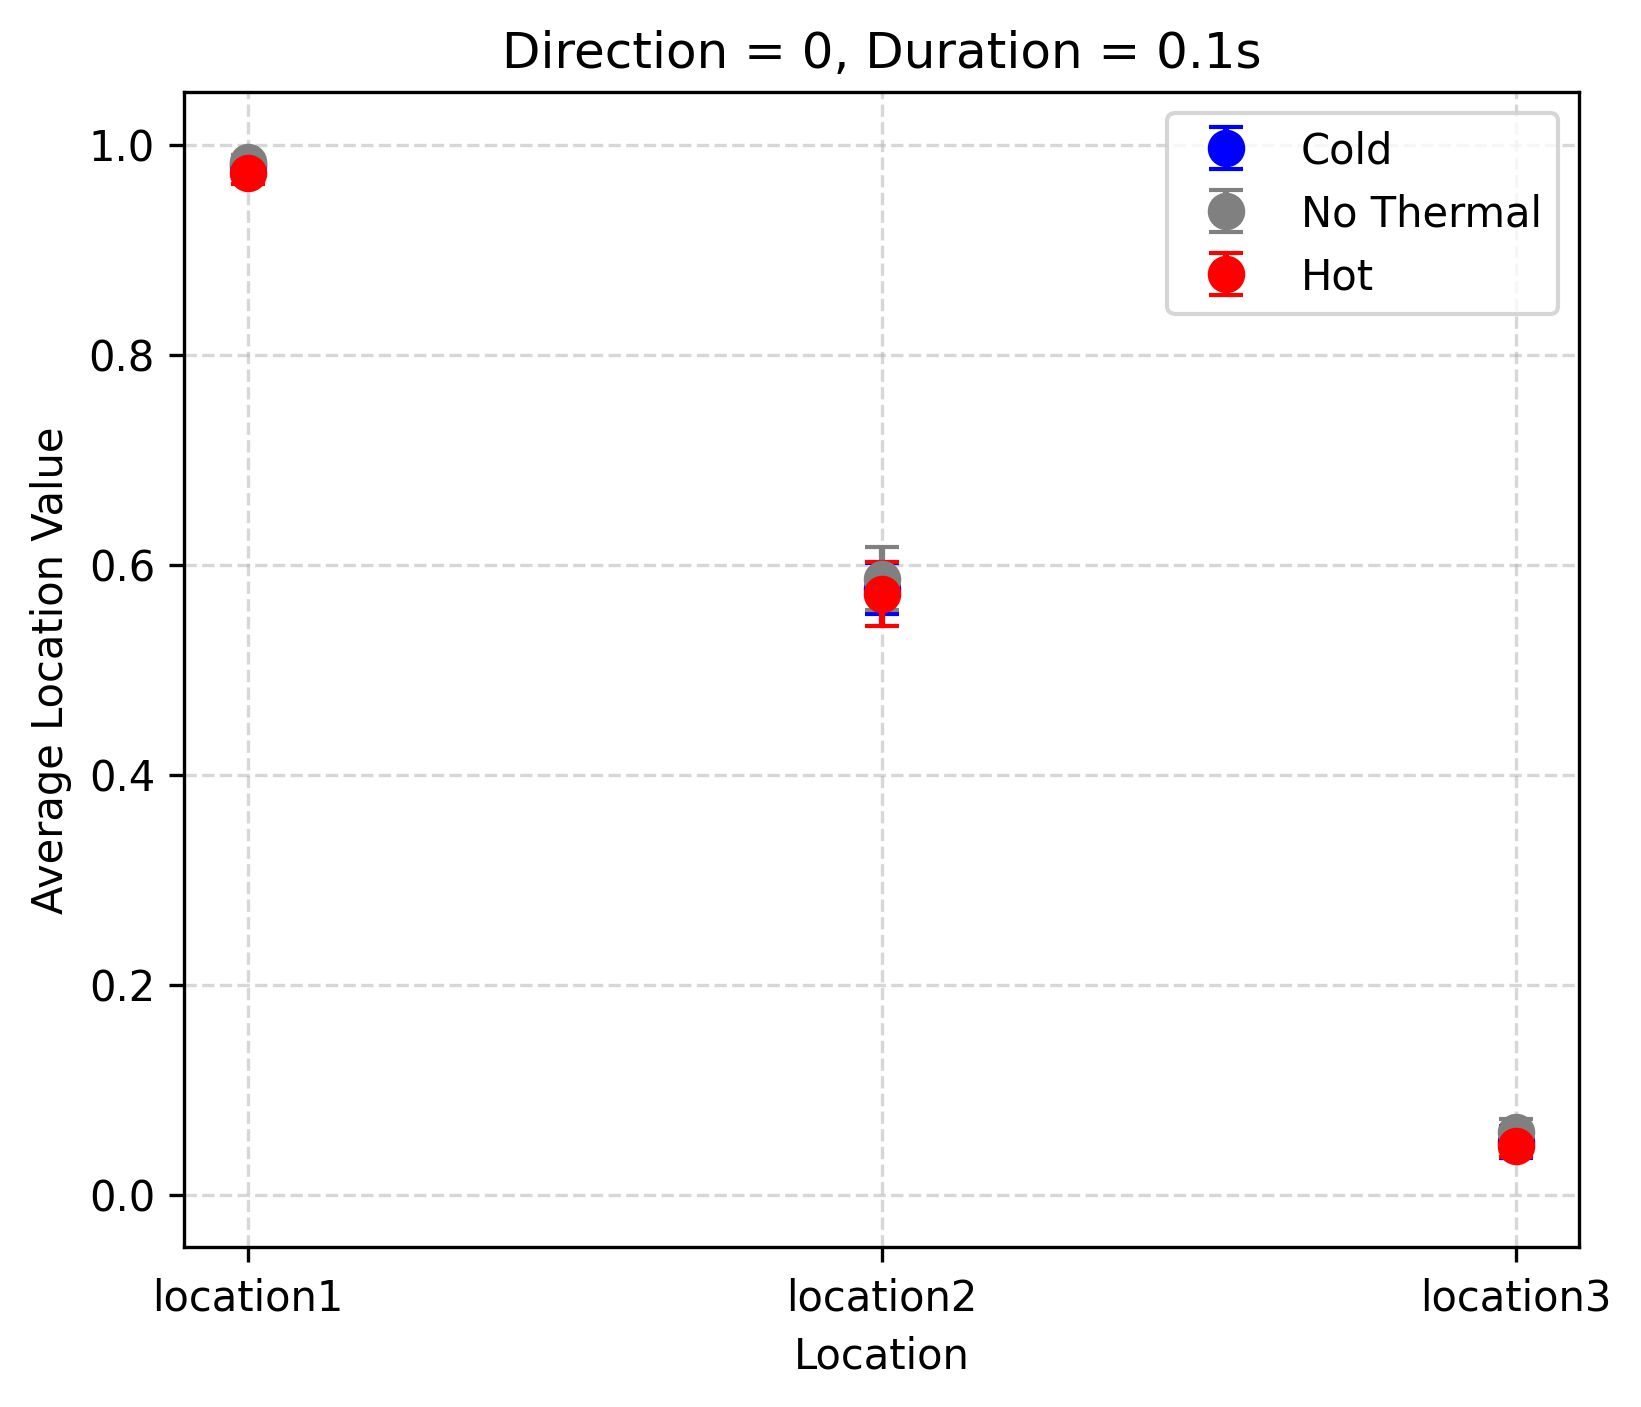 Direction = 0, Duration = 0.1s
Cold
No Thermal
Hot
1.0
0.8
0.6
0.4
0.2
0.0
Average Location Value
location1
location2
location3
Location